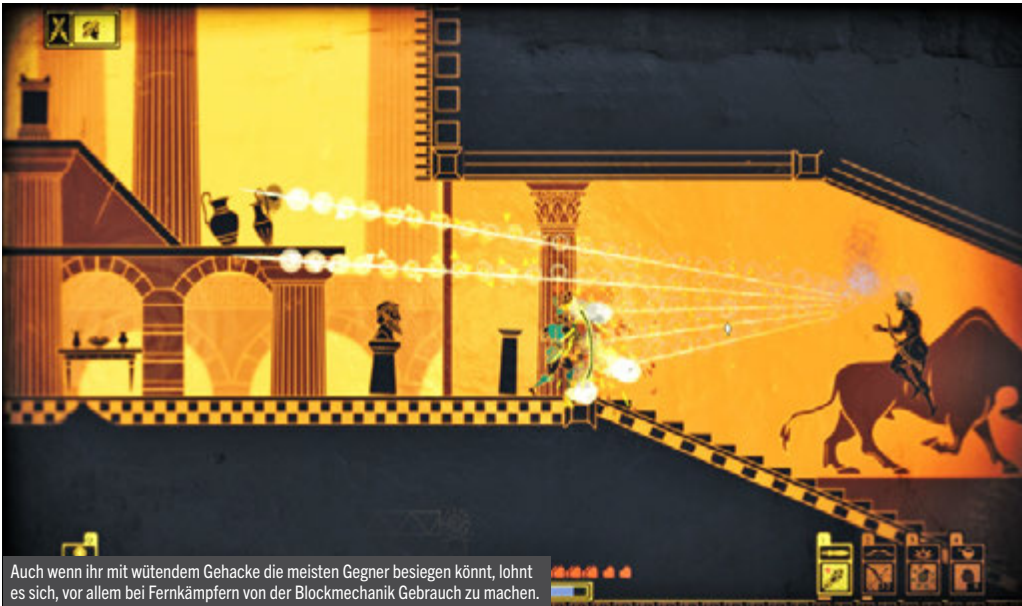 Auch wenn ihr mit wütendem Gehacke die meisten Gegner besiegen könnt, lohnt
es sich, vor allem bei Fernkämpfern von der Blockmechanik Gebrauch zu machen.